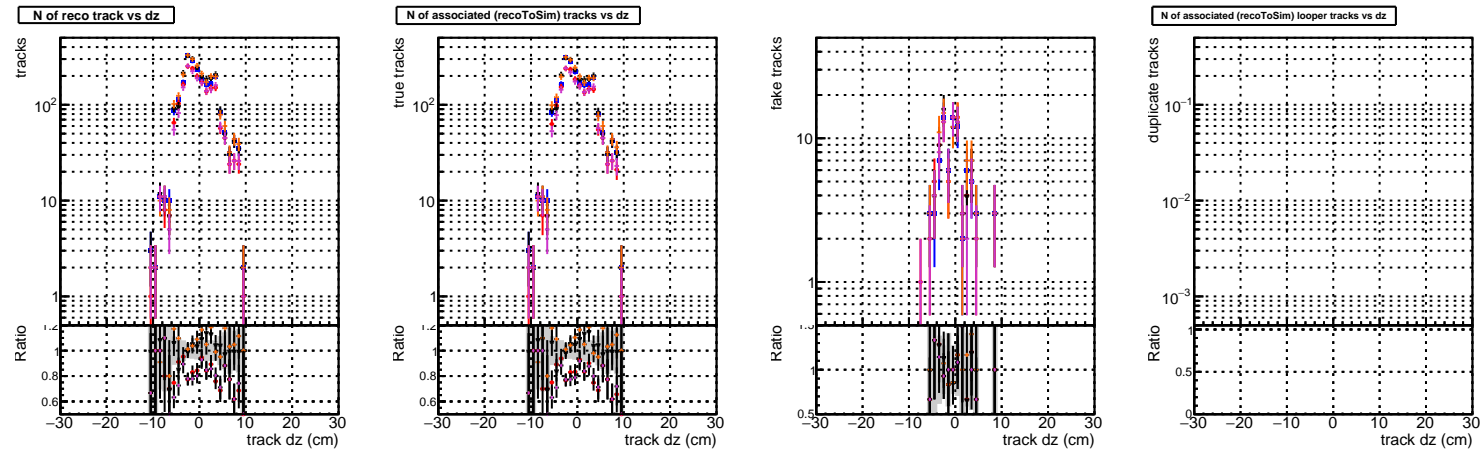 N of reco track vs dz
tracks
10²
10
1
Ratio
1.2
1
0.8
0.6
−30 −20 −10 0 10 20 30
track dz (cm)
N of associated (recoToSim) tracks vs dz
true tracks
10²
10
1
Ratio
1.2
1
0.8
0.6
−30 −20 −10 0 10 20 30
track dz (cm)
fake tracks
10
1
Ratio
1
0.5
−30 −20 −10 0 10 20 30
track dz (cm)
N of associated (recoToSim) looper tracks vs dz
duplicate tracks
10⁻¹
10⁻²
10⁻³
Ratio
1
0.5
0
−30 −20 −10 0 10 20 30
track dz (cm)